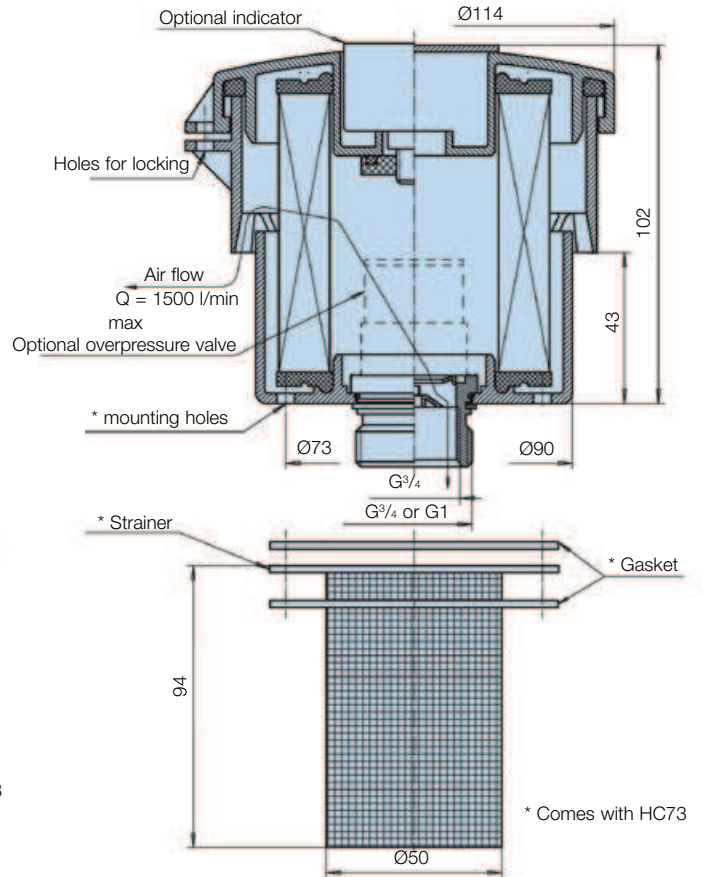 Optional indicator
Ø114
Holes for locking
102
Air flow
Q = 1500 l/min
max
43
Optional overpressure valve
* mounting holes
Ø73
Ø90
G3/4
G3/4 or G1
* Strainer
* Gasket
94
* Comes with HC73
Ø50